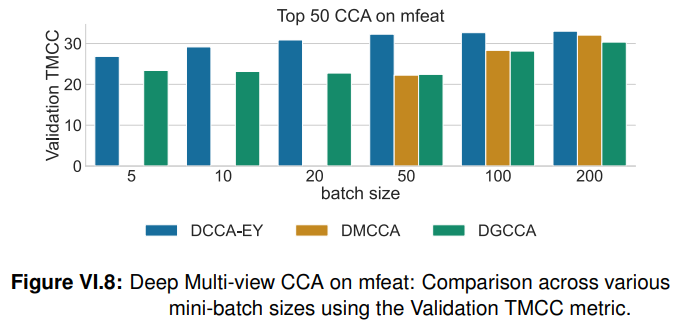 Top 50 CCA on mfeat
Validation TMCC
30
20
10
0
5 10 20 50 100 200
batch size
DCCA-EY DMCCA DGCCA
Figure VI.8: Deep Multi-view CCA on mfeat: Comparison across various
mini-batch sizes using the Validation TMCC metric.